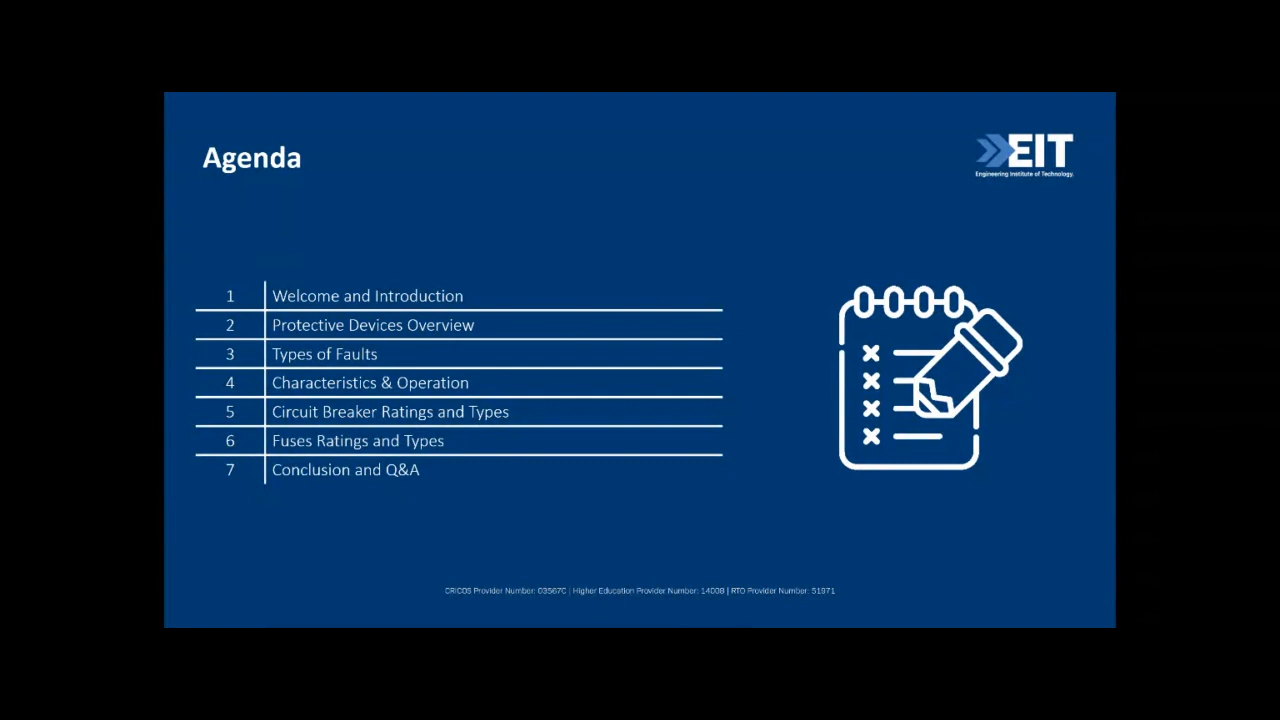 Agenda
EIT
Engineering Institute of Technology
1 Welcome and Introduction
2 Protective Devices Overview
3 Types of Faults
4 Characteristics & Operation
5 Circuit Breaker Ratings and Types
6 Fuses Ratings and Types
7 Conclusion and Q&A
CRICOS Provider Number: 03567C | Higher Education Provider Number: 14008 | RTO Provider Number: 51971